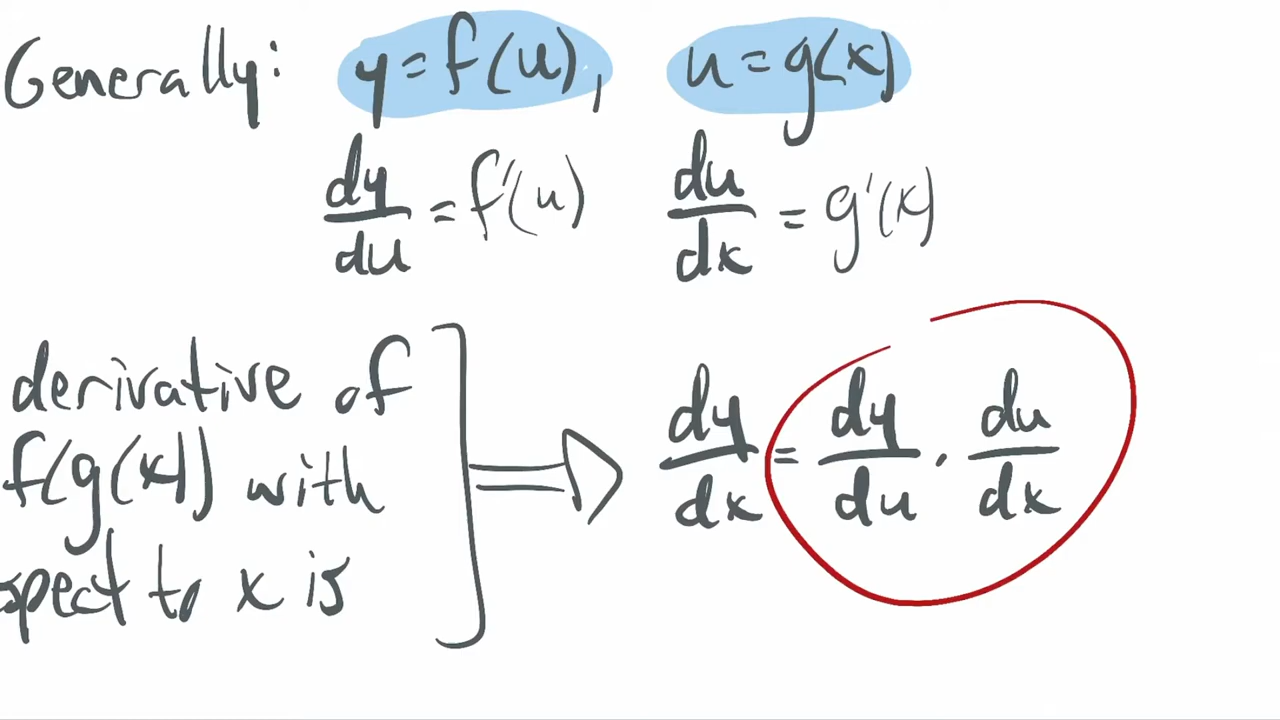 Generally: y = f(u), u = g(x)
dy/du = f'(u) du/dx = g'(x)
derivative of
f(g(x)) with
spect to x is
dy/dx = dy/du · du/dx